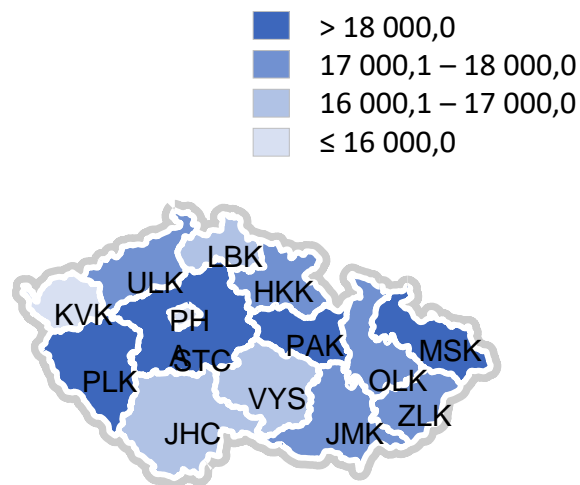 > 18 000,0
17 000,1 – 18 000,0
16 000,1 – 17 000,0
≤ 16 000,0
LBK
ULK
HKK
KVK
PH
A
STC
PAK
MSK
PLK
OLK
VYS
ZLK
JHC
JMK